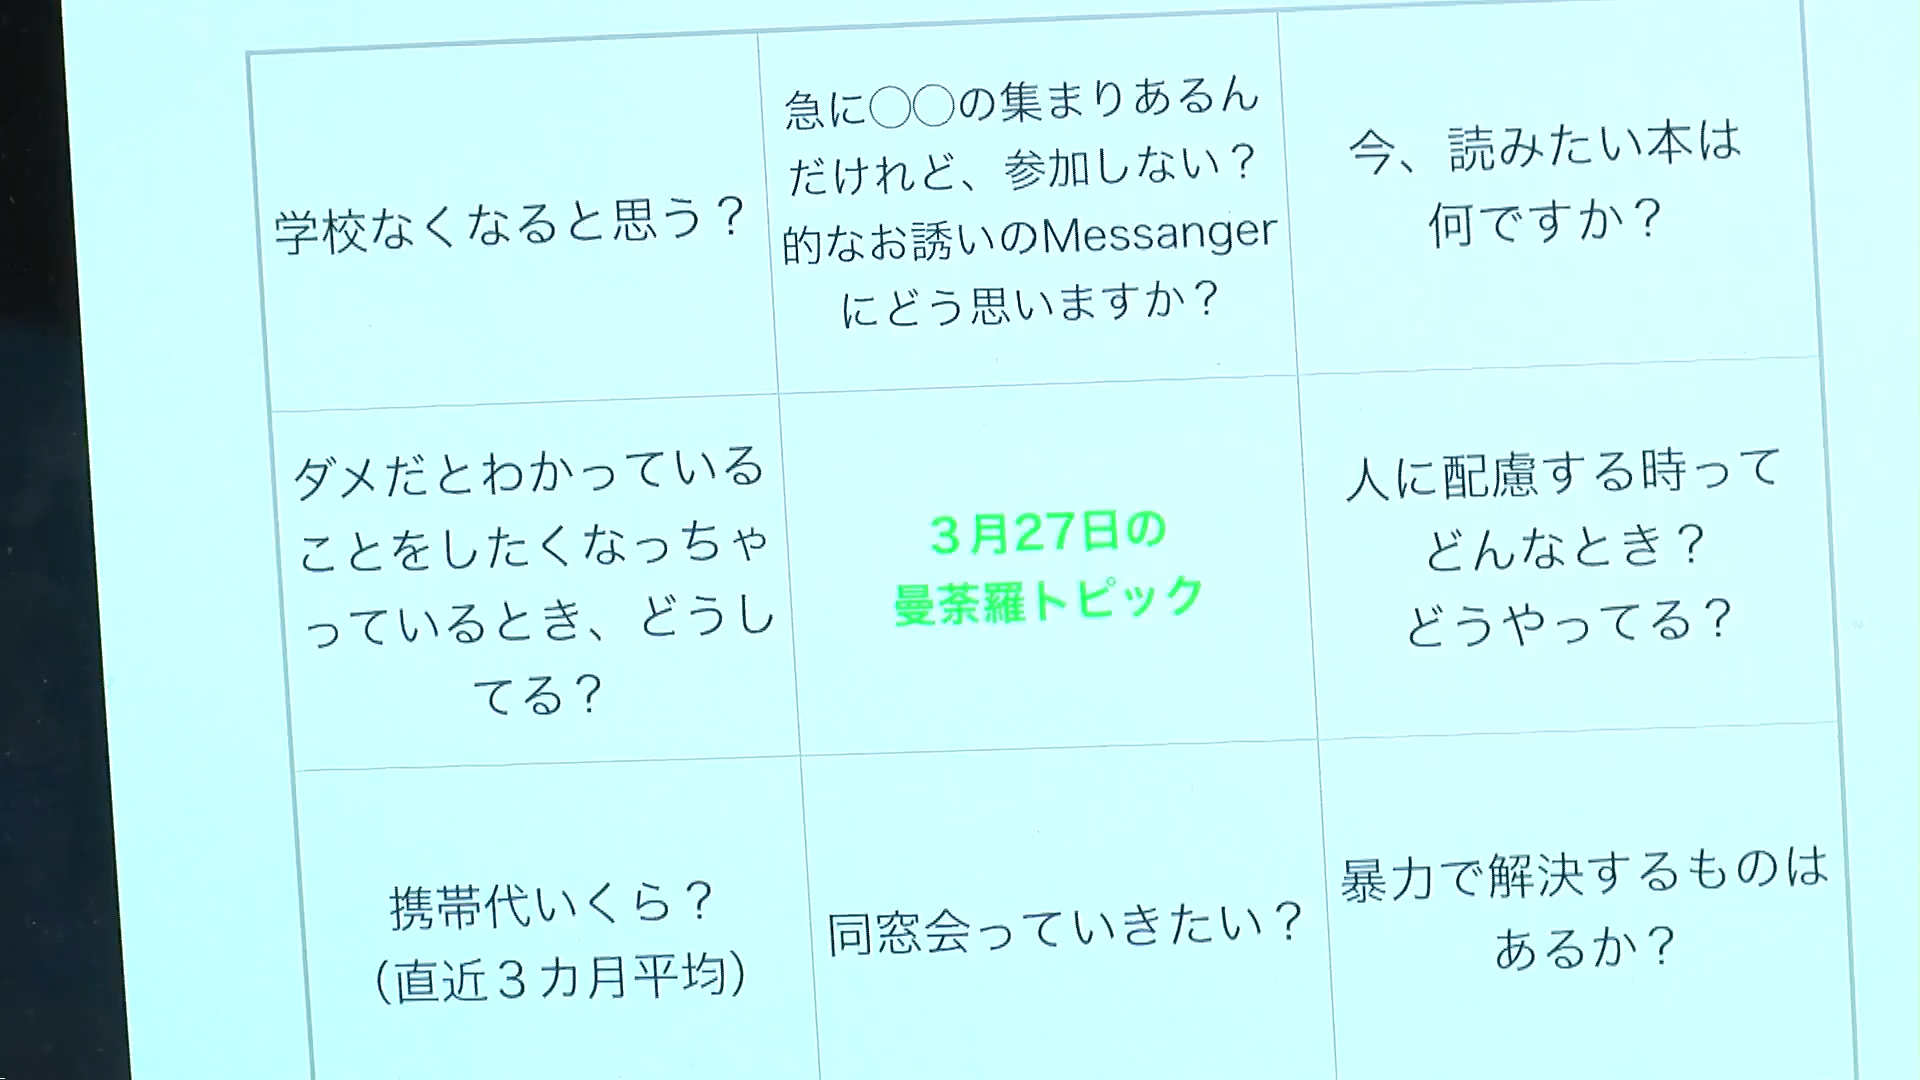 学校なくなると思う？
急に◯◯の集まりあるん
だけれど、参加しない？
的なお誘いのMessanger
にどう思いますか？
今、読みたい本は
何ですか？
ダメだとわかっている
ことをしたくなっちゃ
っているとき、どうし
てる？
３月27日の
曼荼羅トピック
人に配慮する時って
どんなとき？
どうやってる？
携帯代いくら？
（直近３カ月平均）
同窓会っていきたい？
暴力で解決するものは
あるか？